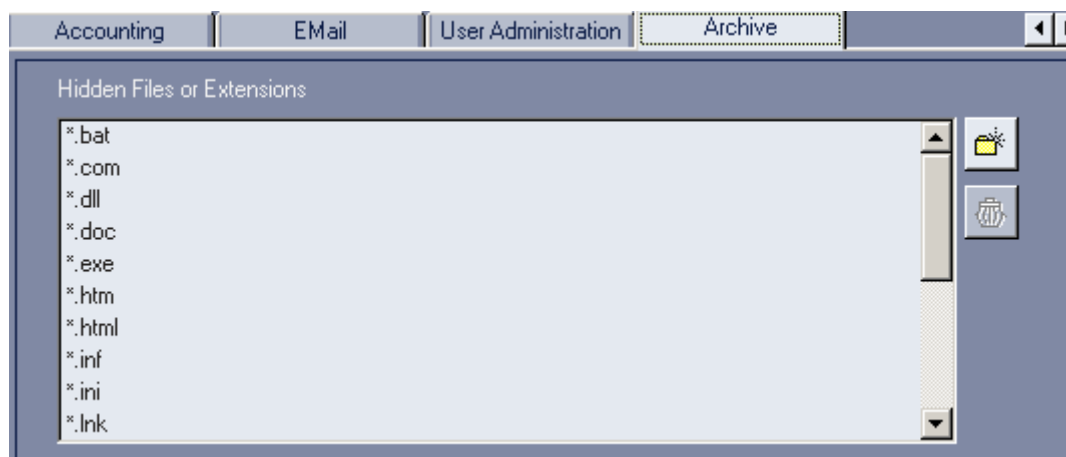 Accounting EMail User Administration Archive
Hidden Files or Extensions
*.bat
*.com
*.dll
*.doc
*.exe
*.htm
*.html
*.inf
*.ini
*.lnk